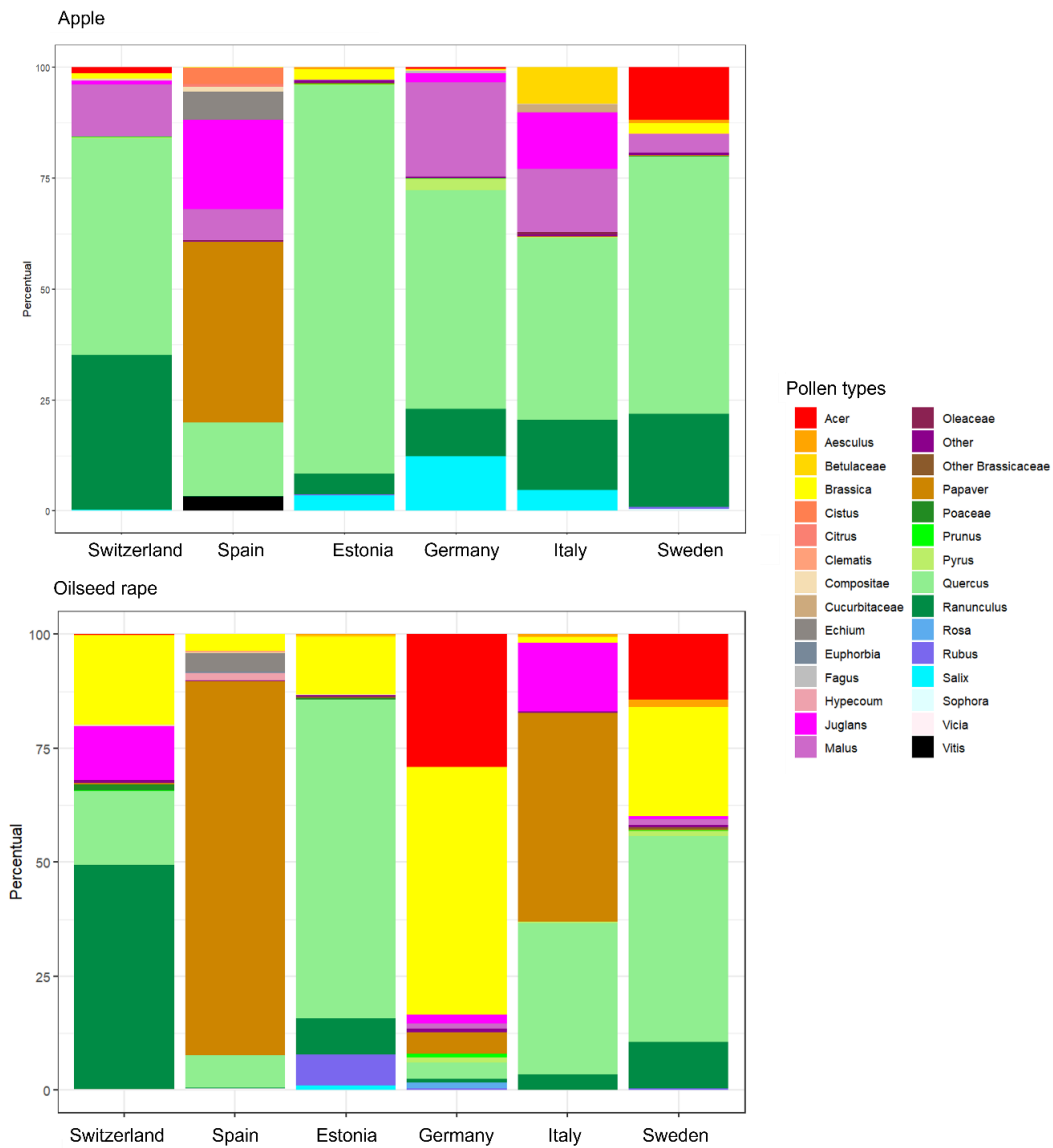 Apple
100
75
50
25
0
Percentual
Switzerland Spain Estonia Germany Italy Sweden
Oilseed rape
100
75
50
25
0
Percentual
Switzerland Spain Estonia Germany Italy Sweden
Pollen types
Acer
Aesculus
Betulaceae
Brassica
Cistus
Citrus
Clematis
Compositae
Cucurbitaceae
Echium
Euphorbia
Fagus
Hypecoum
Juglans
Malus
Oleaceae
Other
Other Brassicaceae
Papaver
Poaceae
Prunus
Pyrus
Quercus
Ranunculus
Rosa
Rubus
Salix
Sophora
Vicia
Vitis